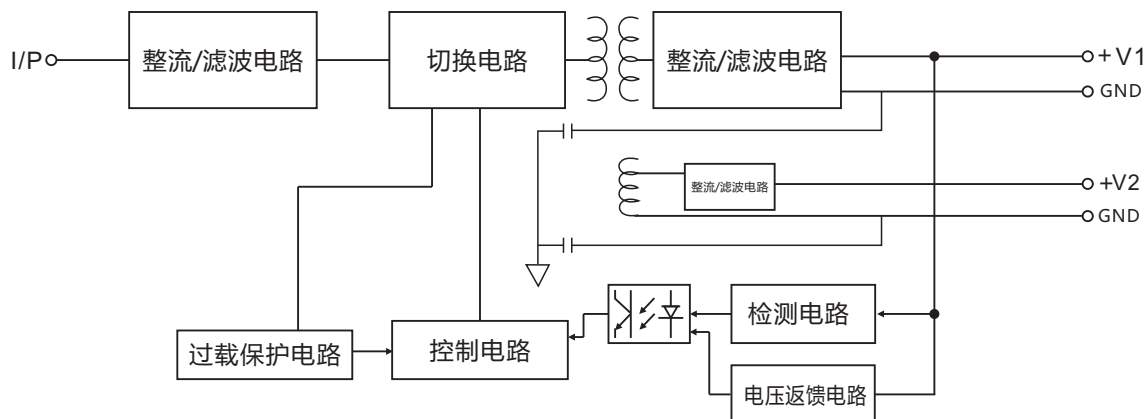 I/P
整流/滤波电路
切换电路
整流/滤波电路
+V1
GND
整流/滤波电路
+V2
GND
检测电路
过载保护电路
控制电路
电压返馈电路